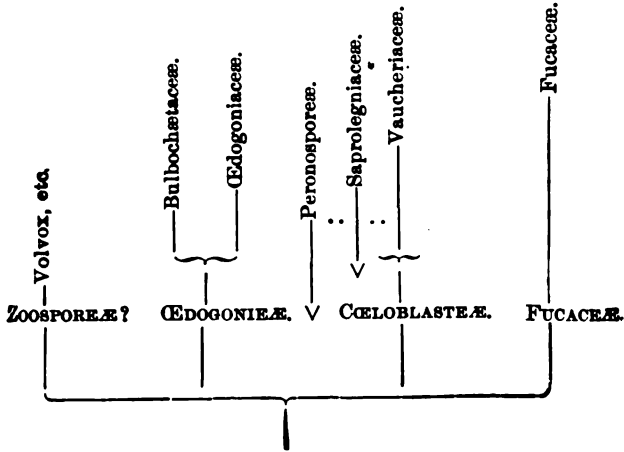 Volvox, etc.
Bulbochætaceæ.
Œdogoniaceæ.
Peronosporeæ.
Saprolegniaceæ.
Vaucheriaceæ.
Fucaceæ.
ZOOSPOREÆ?
ŒDOGONIEÆ.
CŒLOBLASTEÆ.
FUCACEÆ.